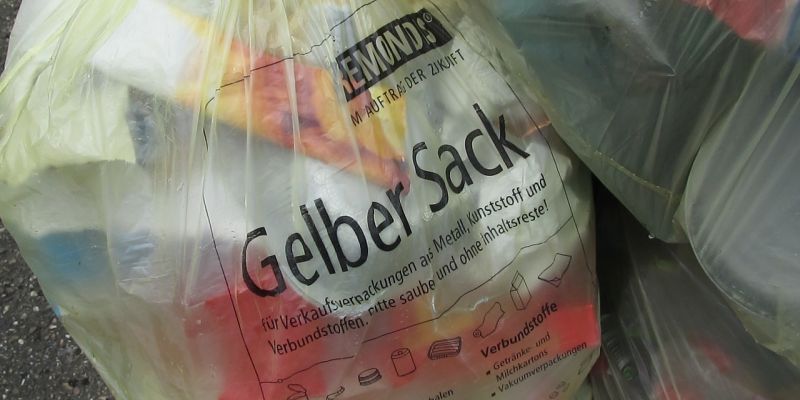 REMONDIS®
IM AUFTRAG DER ZUKUNFT
Gelber Sack
für Verkaufsverpackungen aus Metall, Kunststoff und
Verbundstoffen. Bitte sauber und ohne Inhaltsreste!
Verbundstoffe
• Getränke- und
Milchkartons
• Vakuumverpackungen